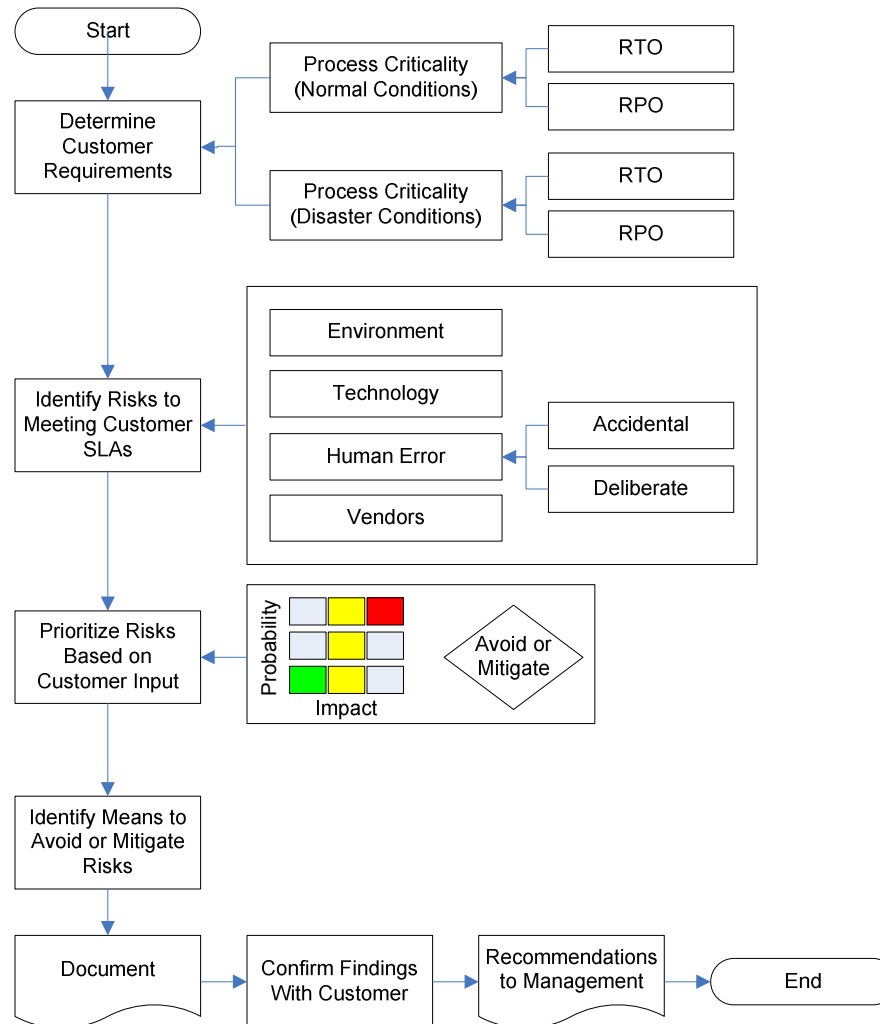 Start
RTO
Process Criticality
(Normal Conditions)
RPO
Determine
Customer
Requirements
RTO
Process Criticality
(Disaster Conditions)
RPO
Environment
Technology
Identify Risks to
Meeting Customer
SLAs
Accidental
Human Error
Deliberate
Vendors
Prioritize Risks
Based on
Customer Input
Probability
Impact
Avoid or
Mitigate
Identify Means to
Avoid or Mitigate
Risks
Document
Confirm Findings
With Customer
Recommendations
to Management
End